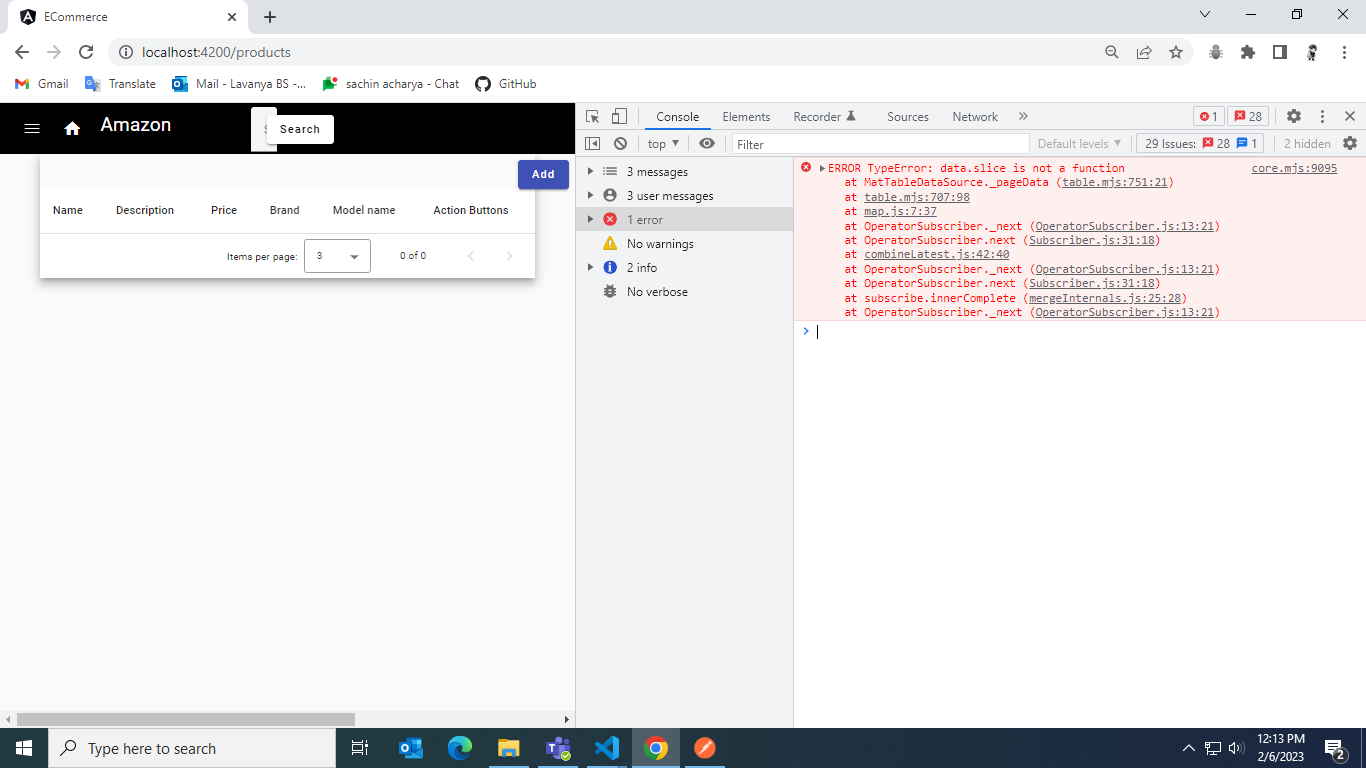 ECommerce
localhost:4200/products
Gmail Translate Mail - Lavanya BS -... sachin acharya - Chat GitHub
Amazon
Search
Add
Name Description Price Brand Model name Action Buttons
Items per page: 3 0 of 0
Console Elements Recorder Sources Network 1 28
top Filter Default levels 29 Issues: 28 1 2 hidden
3 messages
3 user messages
1 error
No warnings
2 info
No verbose
ERROR TypeError: data.slice is not a function core.mjs:9095
at MatTableDataSource._pageData (table.mjs:751:21)
at table.mjs:707:98
at map.js:7:37
at OperatorSubscriber._next (OperatorSubscriber.js:13:21)
at OperatorSubscriber.next (Subscriber.js:31:18)
at combineLatest.js:42:40
at OperatorSubscriber._next (OperatorSubscriber.js:13:21)
at OperatorSubscriber.next (Subscriber.js:31:18)
at subscribe.innerComplete (mergeInternals.js:25:28)
at OperatorSubscriber._next (OperatorSubscriber.js:13:21)
Type here to search
12:13 PM
2/6/2023
2